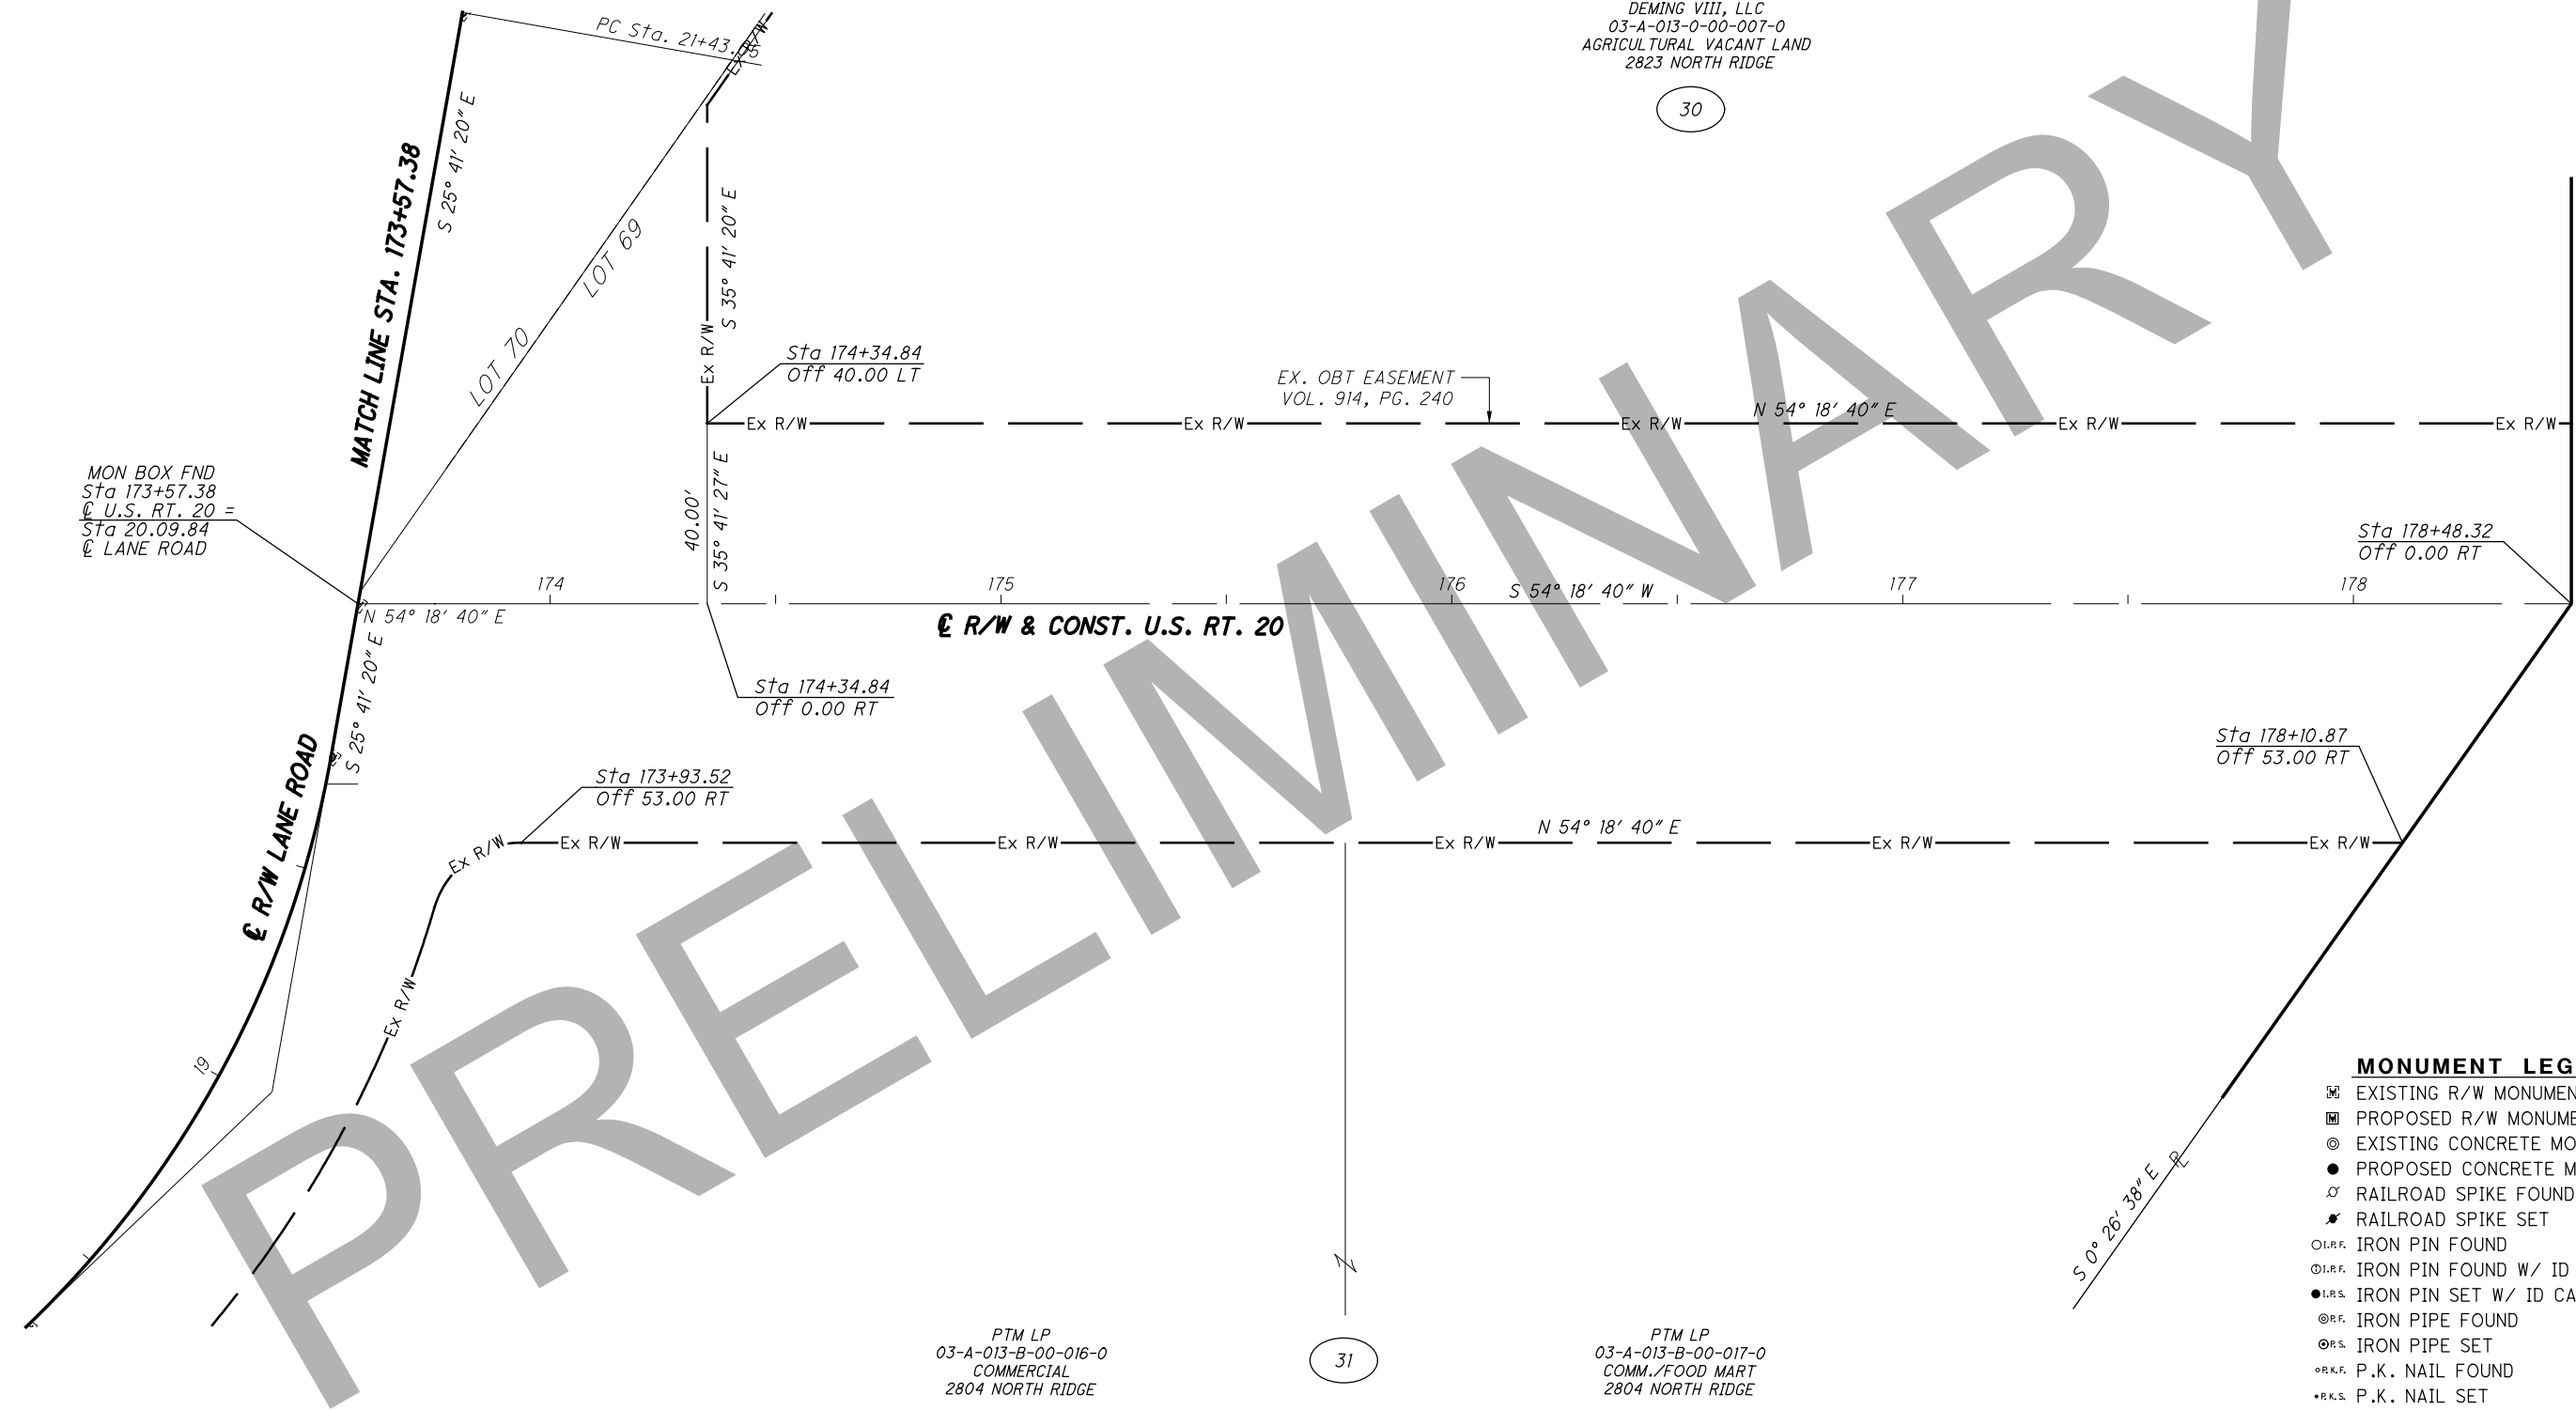 DEMING VIII, LLC
03-A-013-0-00-007-0
AGRICULTURAL VACANT LAND
2823 NORTH RIDGE
30
PC Sta. 21+43.
Ex R/W
S 25° 41' 20" E
MATCH LINE STA. 173+57.38
LOT 69
LOT 70
S 35° 41' 20" E
Ex R/W
Sta 174+34.84
Off 40.00 LT
EX. OBT EASEMENT
VOL. 914, PG. 240
N 54° 18' 40" E
Ex R/W
Ex R/W
Ex R/W
Ex R/W
Ex R/W
MON BOX FND
Sta 173+57.38
℄ U.S. RT. 20 =
Sta 20.09.84
℄ LANE ROAD
40.00'
S 35° 41' 27" E
Sta 178+48.32
Off 0.00 RT
174
175
176
177
178
S 54° 18' 40" W
N 54° 18' 40" E
℄ R/W & CONST. U.S. RT. 20
S 25° 41' 20" E
Sta 174+34.84
Off 0.00 RT
℄ R/W LANE ROAD
Sta 173+93.52
Off 53.00 RT
Sta 178+10.87
Off 53.00 RT
N 54° 18' 40" E
Ex R/W
Ex R/W
Ex R/W
Ex R/W
Ex R/W
Ex R/W
Ex R/W
19
PRELIMINARY
S 0° 26' 38" E
PL
MONUMENT LEG
EXISTING R/W MONUMEN
PROPOSED R/W MONUME
EXISTING CONCRETE MO
PROPOSED CONCRETE M
RAILROAD SPIKE FOUND
RAILROAD SPIKE SET
I.P.F. IRON PIN FOUND
I.P.F. IRON PIN FOUND W/ ID
I.P.S. IRON PIN SET W/ ID CA
P.F. IRON PIPE FOUND
P.S. IRON PIPE SET
P.K.F. P.K. NAIL FOUND
P.K.S. P.K. NAIL SET
PTM LP
03-A-013-B-00-016-0
COMMERCIAL
2804 NORTH RIDGE
31
PTM LP
03-A-013-B-00-017-0
COMM./FOOD MART
2804 NORTH RIDGE